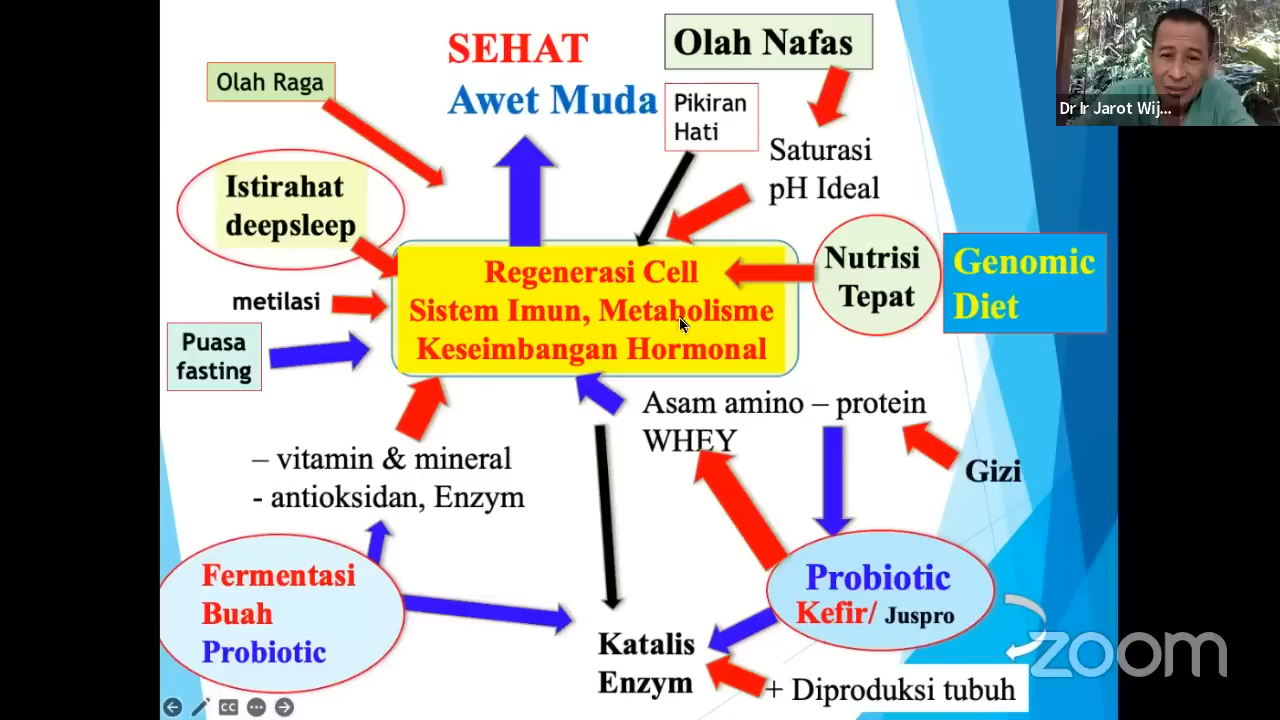 SEHAT
Awet Muda
Olah Nafas
Dr Ir Jarot Wij...
Olah Raga
Pikiran
Hati
Saturasi
pH Ideal
Istirahat
deepsleep
Nutrisi
Tepat
Genomic
Diet
metilasi
Regenerasi Cell
Sistem Imun, Metabolisme
Keseimbangan Hormonal
Puasa
fasting
Asam amino – protein
WHEY
Gizi
– vitamin & mineral
- antioksidan, Enzym
Fermentasi
Buah
Probiotic
Probiotic
Kefir/ Juspro
Katalis
Enzym
+ Diproduksi tubuh
zoom
CC